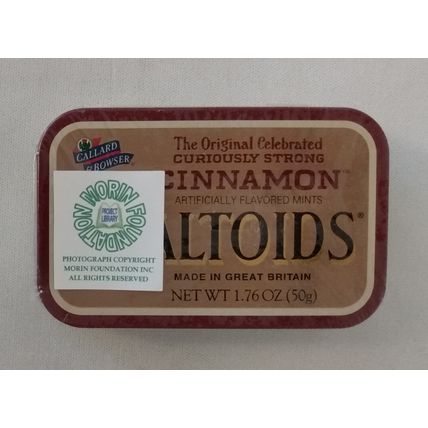 CALLARD
& BOWSER
The Original Celebrated
CURIOUSLY STRONG
CINNAMON™
ARTIFICIALLY FLAVORED MINTS
ALTOIDS®
MADE IN GREAT BRITAIN
NET WT 1.76 OZ (50g)
MORIN FOUNDATION
PROJECT
LIBRARY
PHOTOGRAPH COPYRIGHT
MORIN FOUNDATION INC
ALL RIGHTS RESERVED